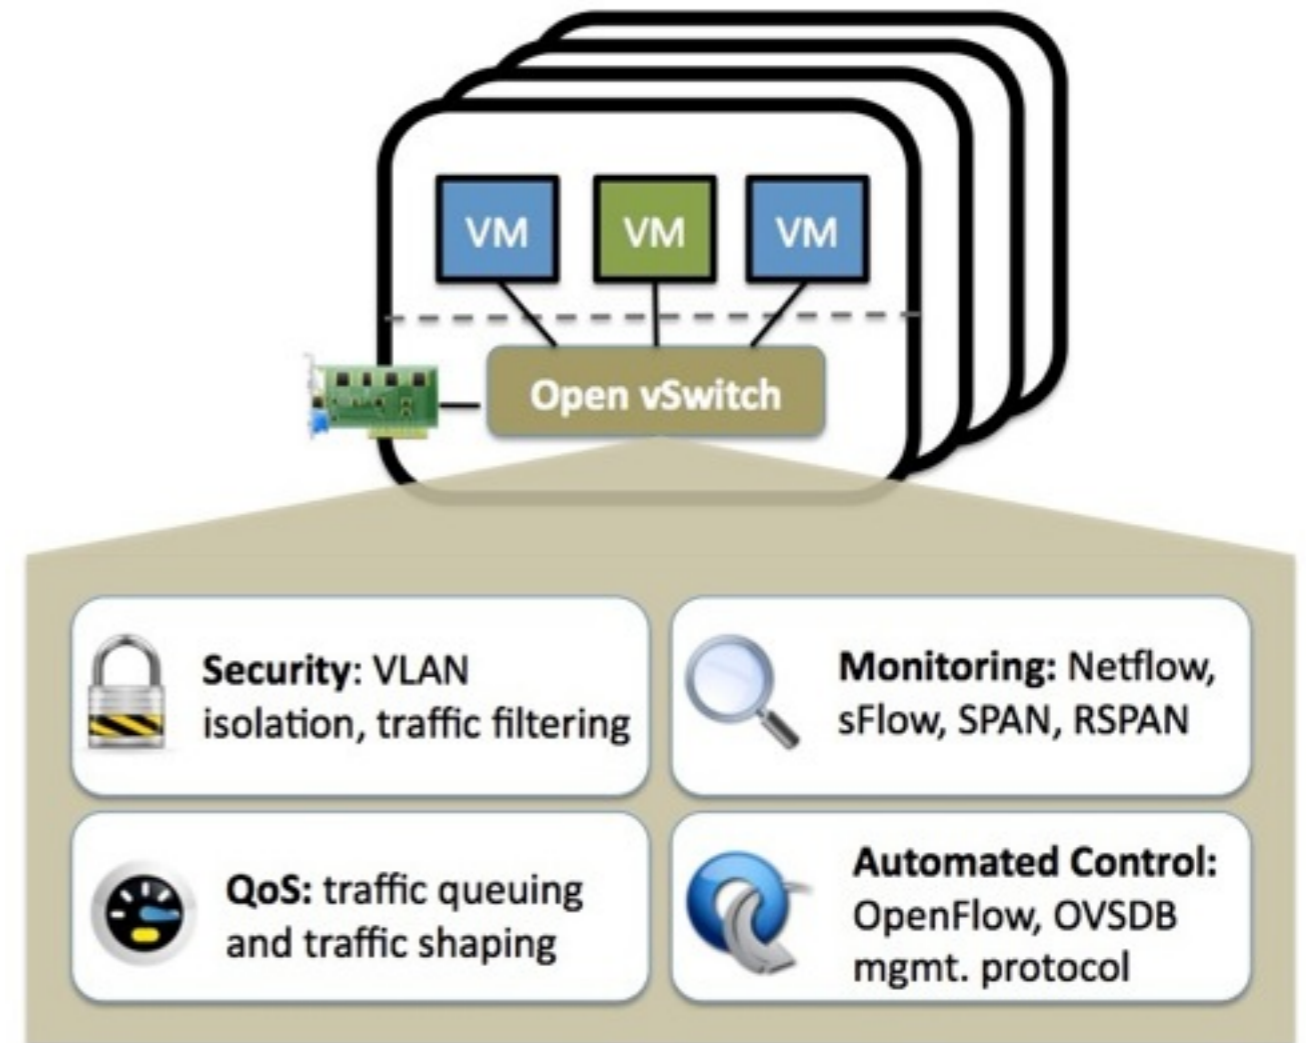 VM
VM
VM
Open vSwitch
Security: VLAN
isolation, traffic filtering
Monitoring: Netflow,
sFlow, SPAN, RSPAN
QoS: traffic queuing
and traffic shaping
Automated Control:
OpenFlow, OVSDB
mgmt. protocol